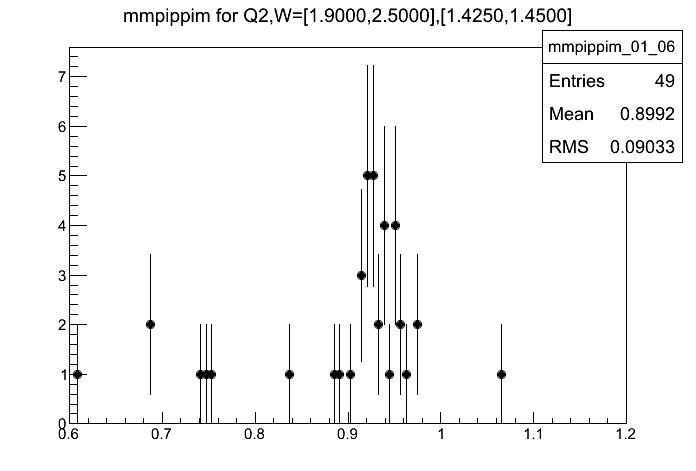 mmpippim for Q2,W=[1.9000,2.5000],[1.4250,1.4500]
mmpippim_01_06
Entries 49
Mean 0.8992
RMS 0.09033
7
6
5
4
3
2
1
0
0.6 0.7 0.8 0.9 1 1.1 1.2